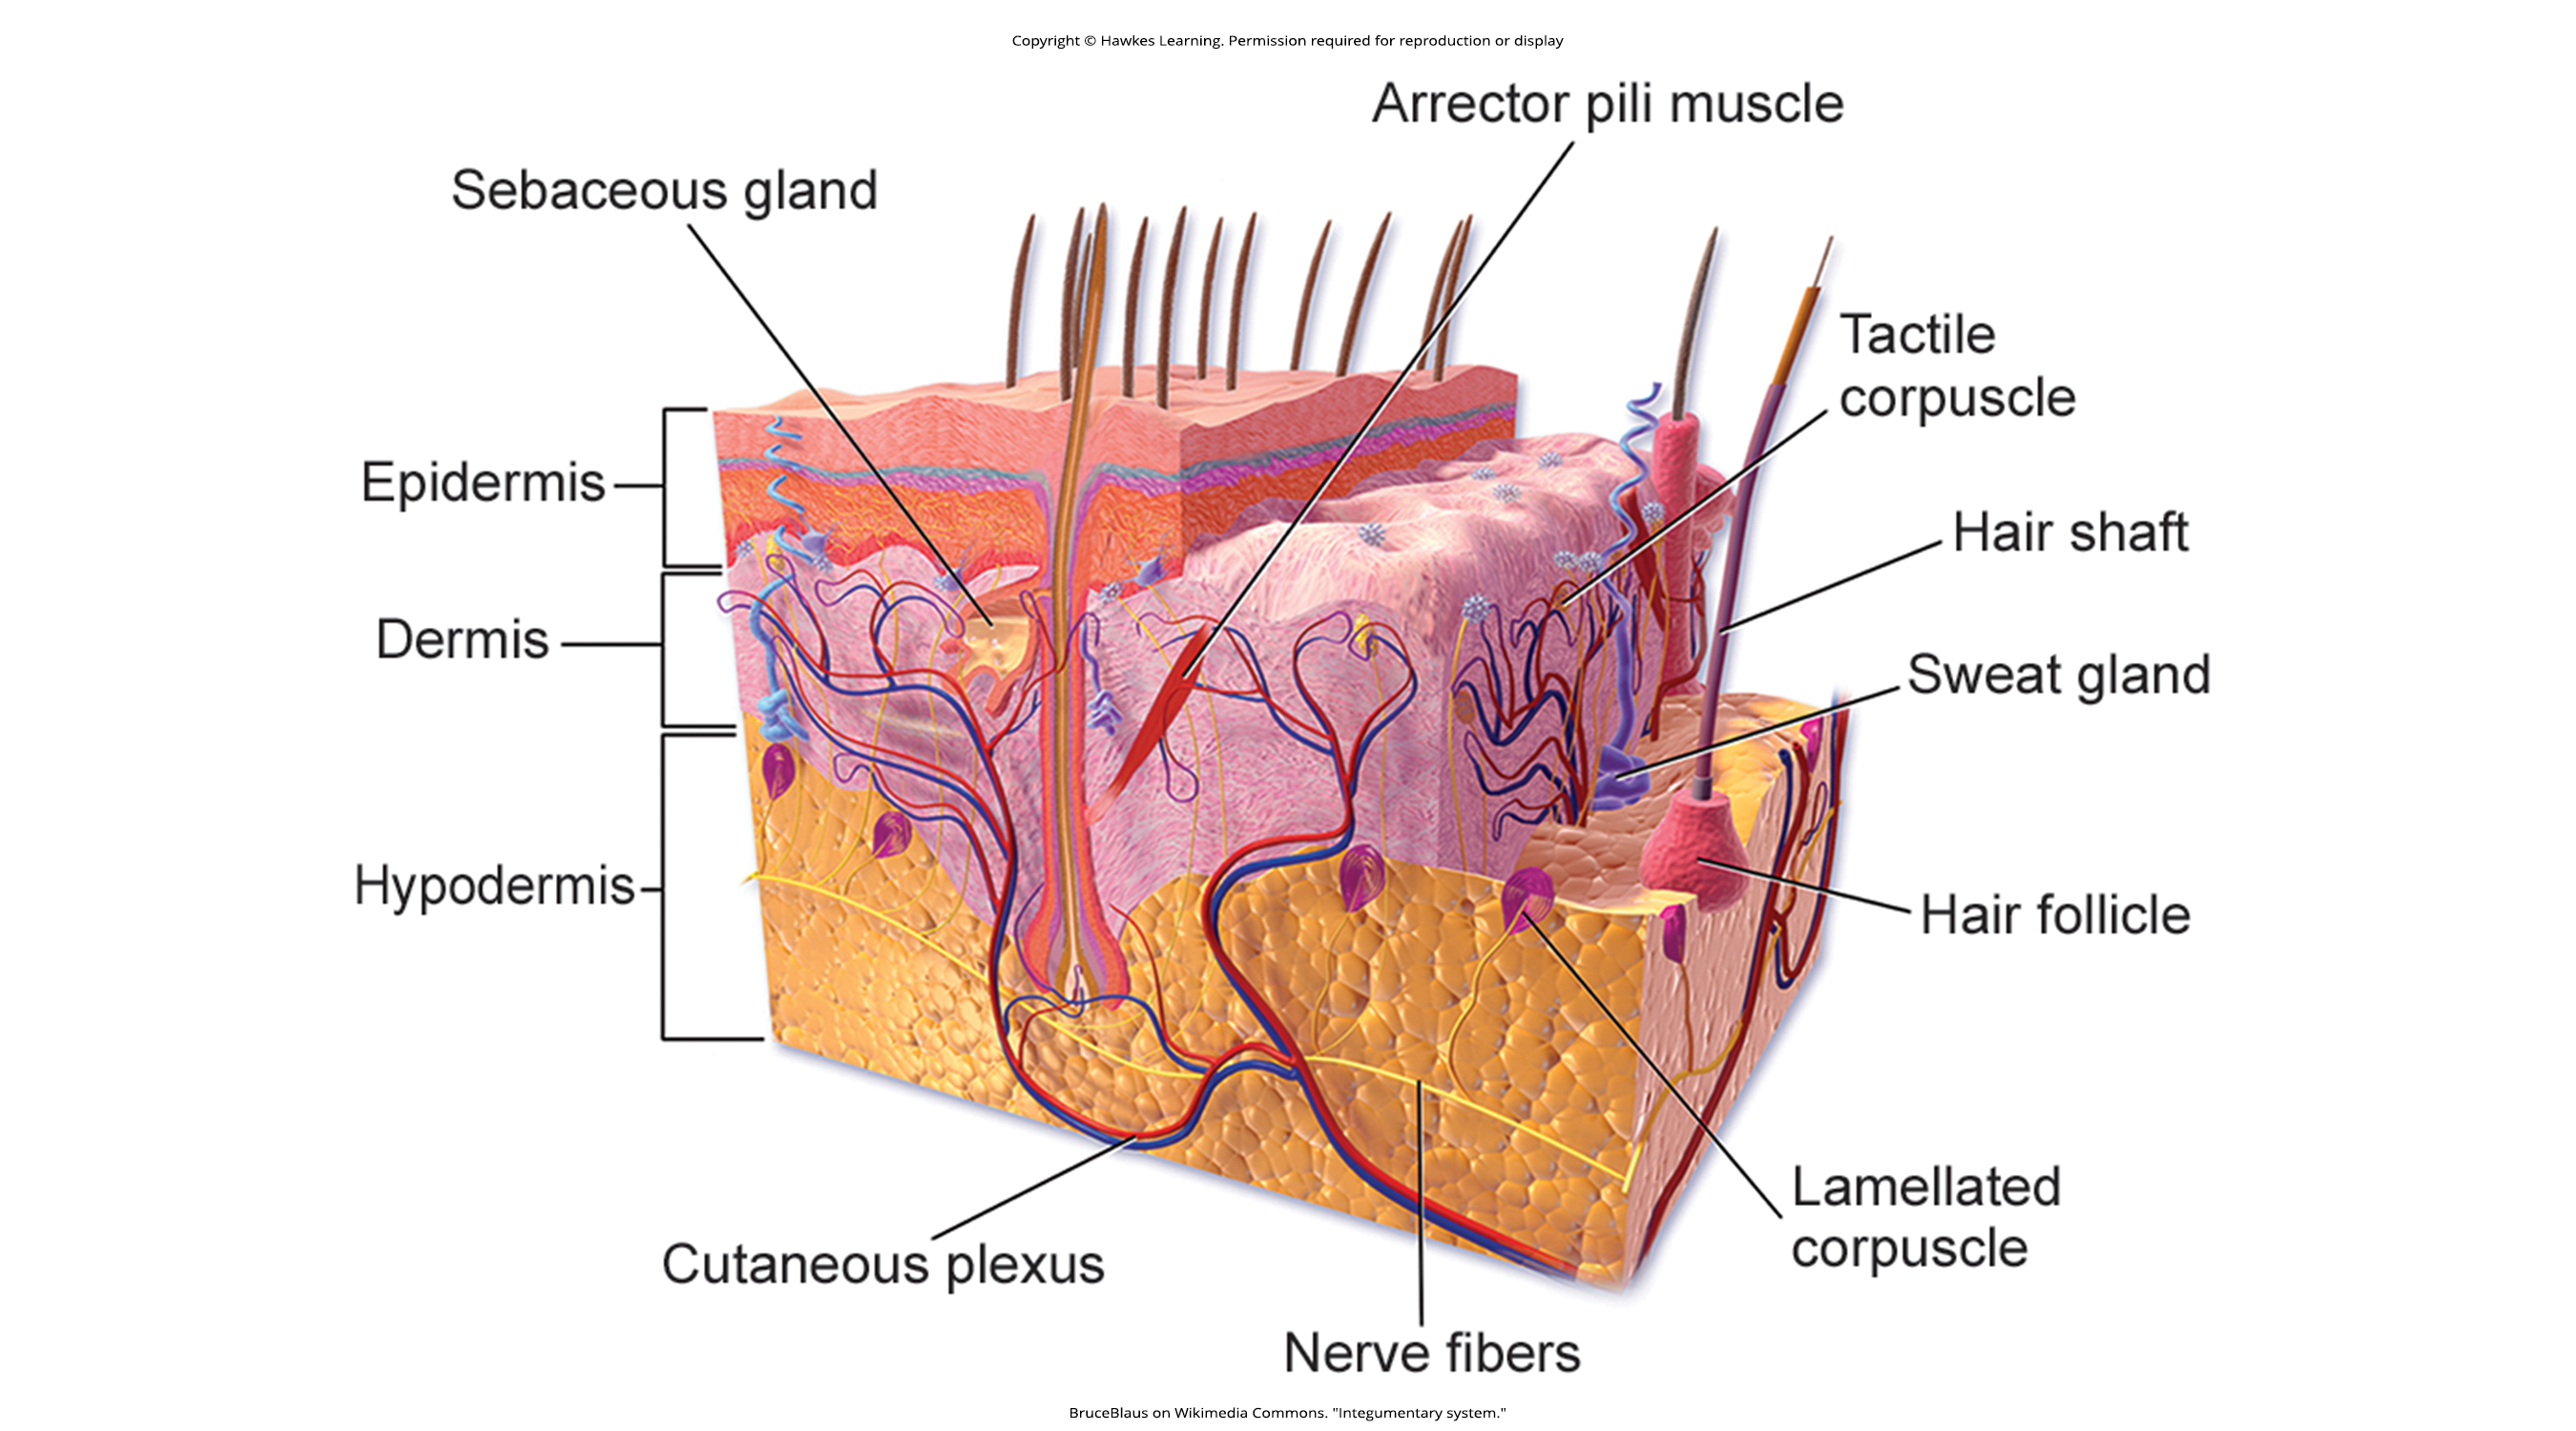 Copyright © Hawkes Learning. Permission required for reproduction or display
Arrector pili muscle
Sebaceous gland
Tactile
corpuscle
Epidermis
Hair shaft
Dermis
Sweat gland
Hypodermis
Hair follicle
Lamellated
corpuscle
Cutaneous plexus
Nerve fibers
BruceBlaus on Wikimedia Commons. "Integumentary system."